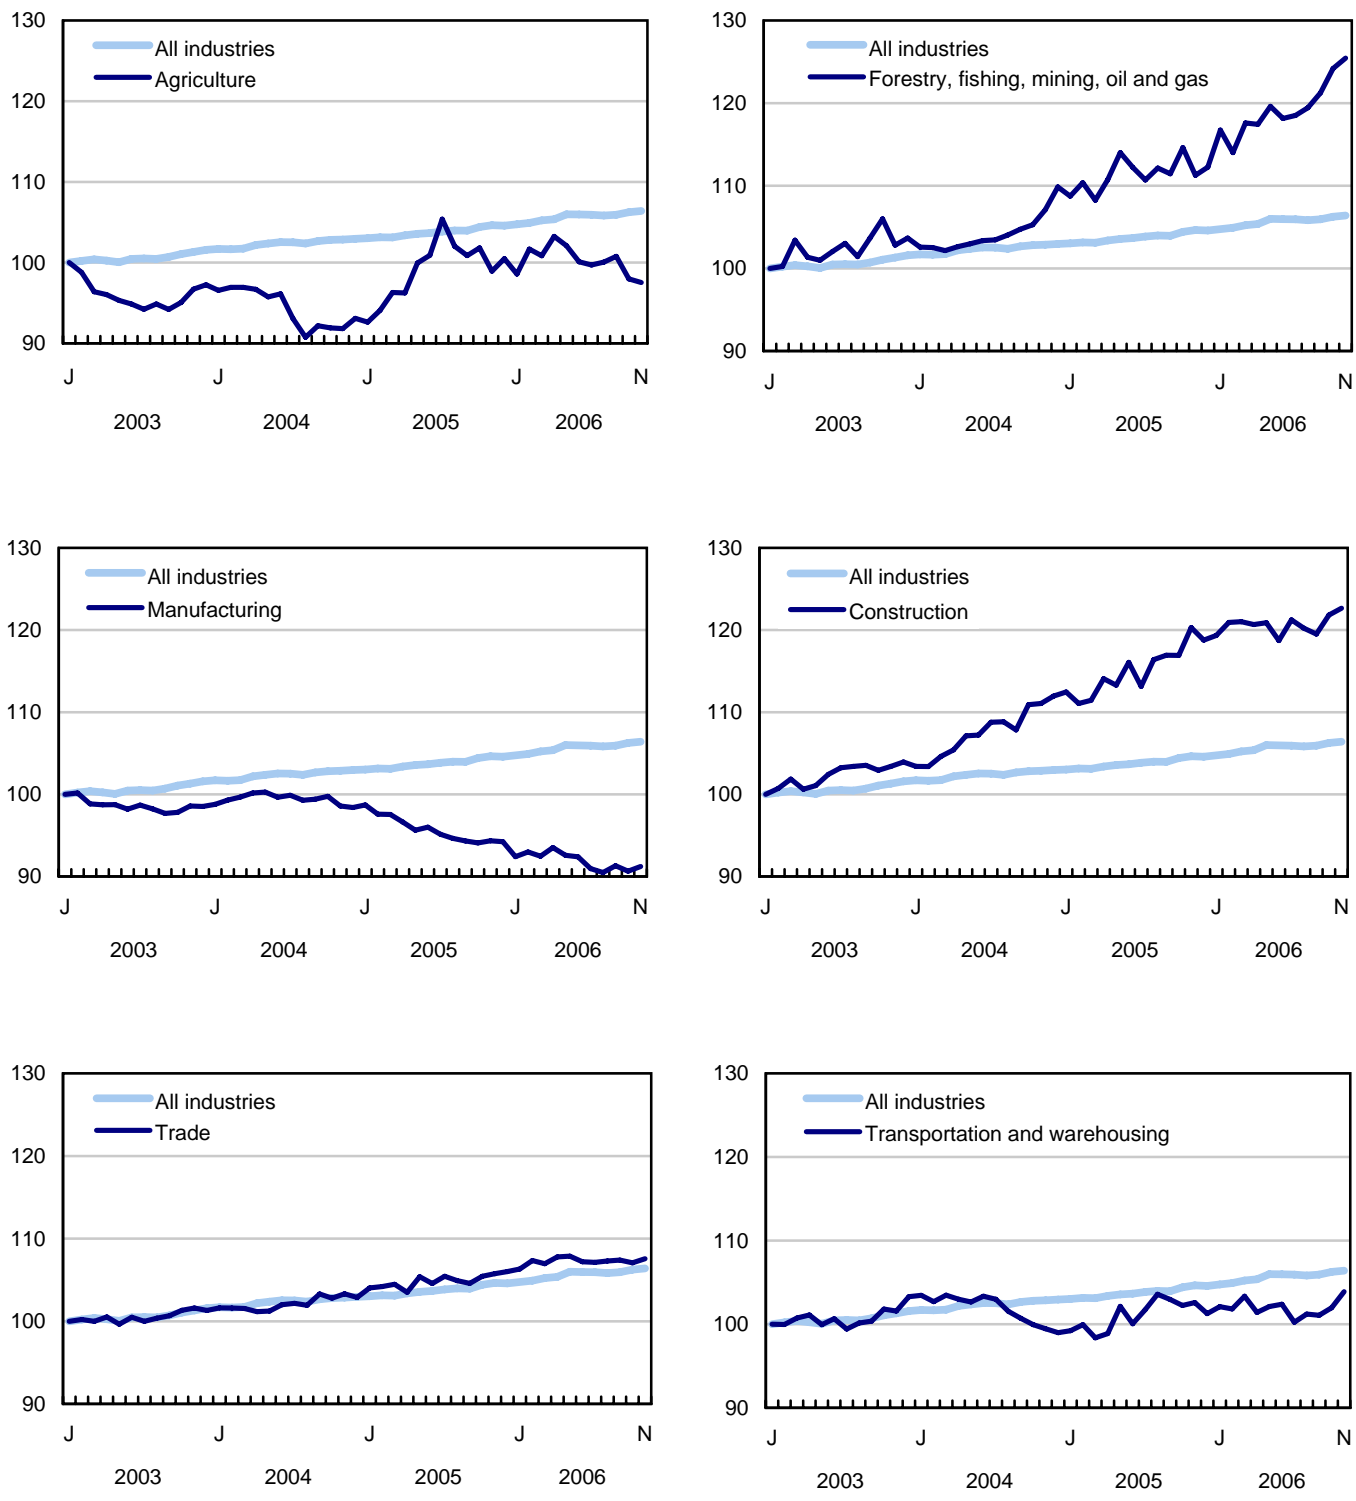 130
All industries
Agriculture
120
110
100
90
J J J J N
2003 2004 2005 2006
130
All industries
Forestry, fishing, mining, oil and gas
120
110
100
90
J J J J N
2003 2004 2005 2006
130
All industries
Manufacturing
120
110
100
90
J J J J N
2003 2004 2005 2006
130
All industries
Construction
120
110
100
90
J J J J N
2003 2004 2005 2006
130
All industries
Trade
120
110
100
90
J J J J N
2003 2004 2005 2006
130
All industries
Transportation and warehousing
120
110
100
90
J J J J N
2003 2004 2005 2006